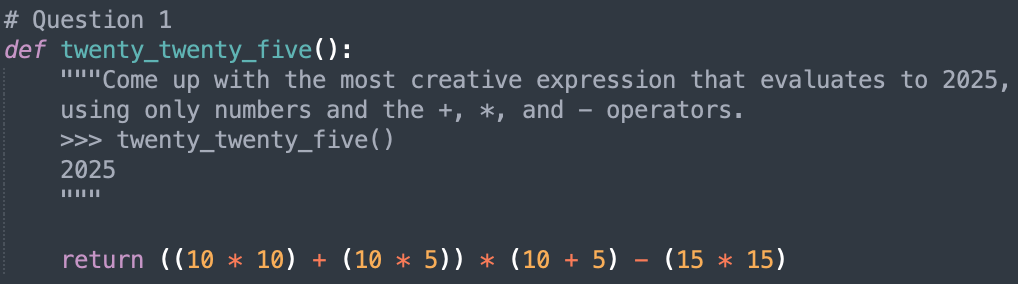 # Question 1
def twenty_twenty_five():
    """Come up with the most creative expression that evaluates to 2025,
    using only numbers and the +, *, and - operators.
    >>> twenty_twenty_five()
    2025
    """
    return ((10 * 10) + (10 * 5)) * (10 + 5) - (15 * 15)